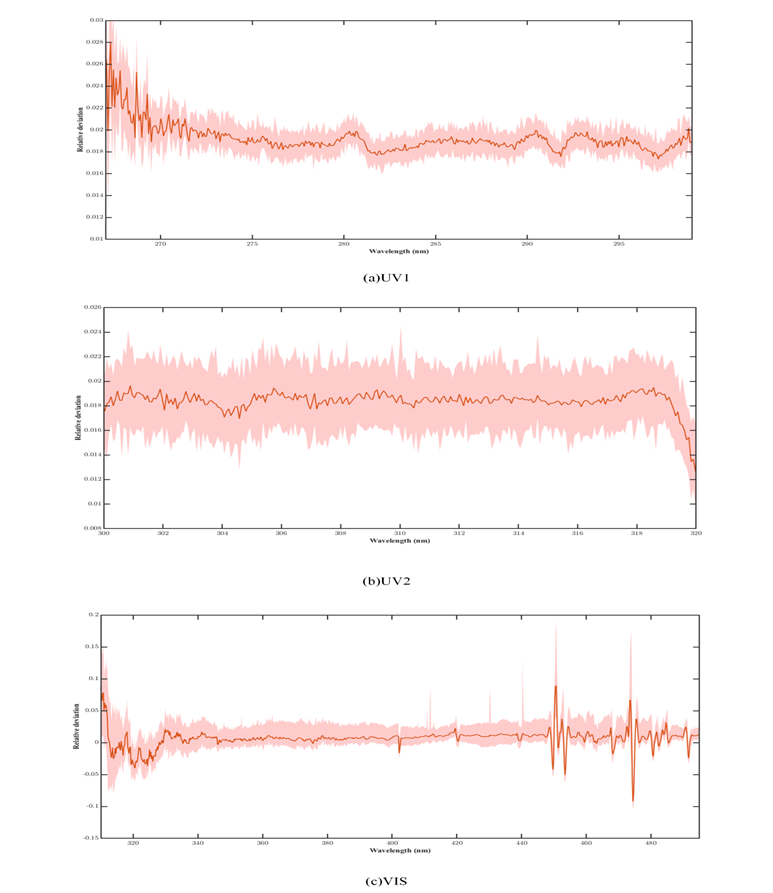 0.03
0.028
0.026
0.024
0.022
0.02
0.018
0.016
0.014
0.012
0.01
Relative deviation
270 275 280 285 290 295
Wavelength (nm)
(a)UV1
0.026
0.024
0.022
0.02
0.018
0.016
0.014
0.012
0.01
0.008
Relative deviation
300 302 304 306 308 310 312 314 316 318 320
Wavelength (nm)
(b)UV2
0.2
0.15
0.1
0.05
0
-0.05
-0.1
-0.15
Relative deviation
320 340 360 380 400 420 440 460 480
Wavelength (nm)
(c)VIS